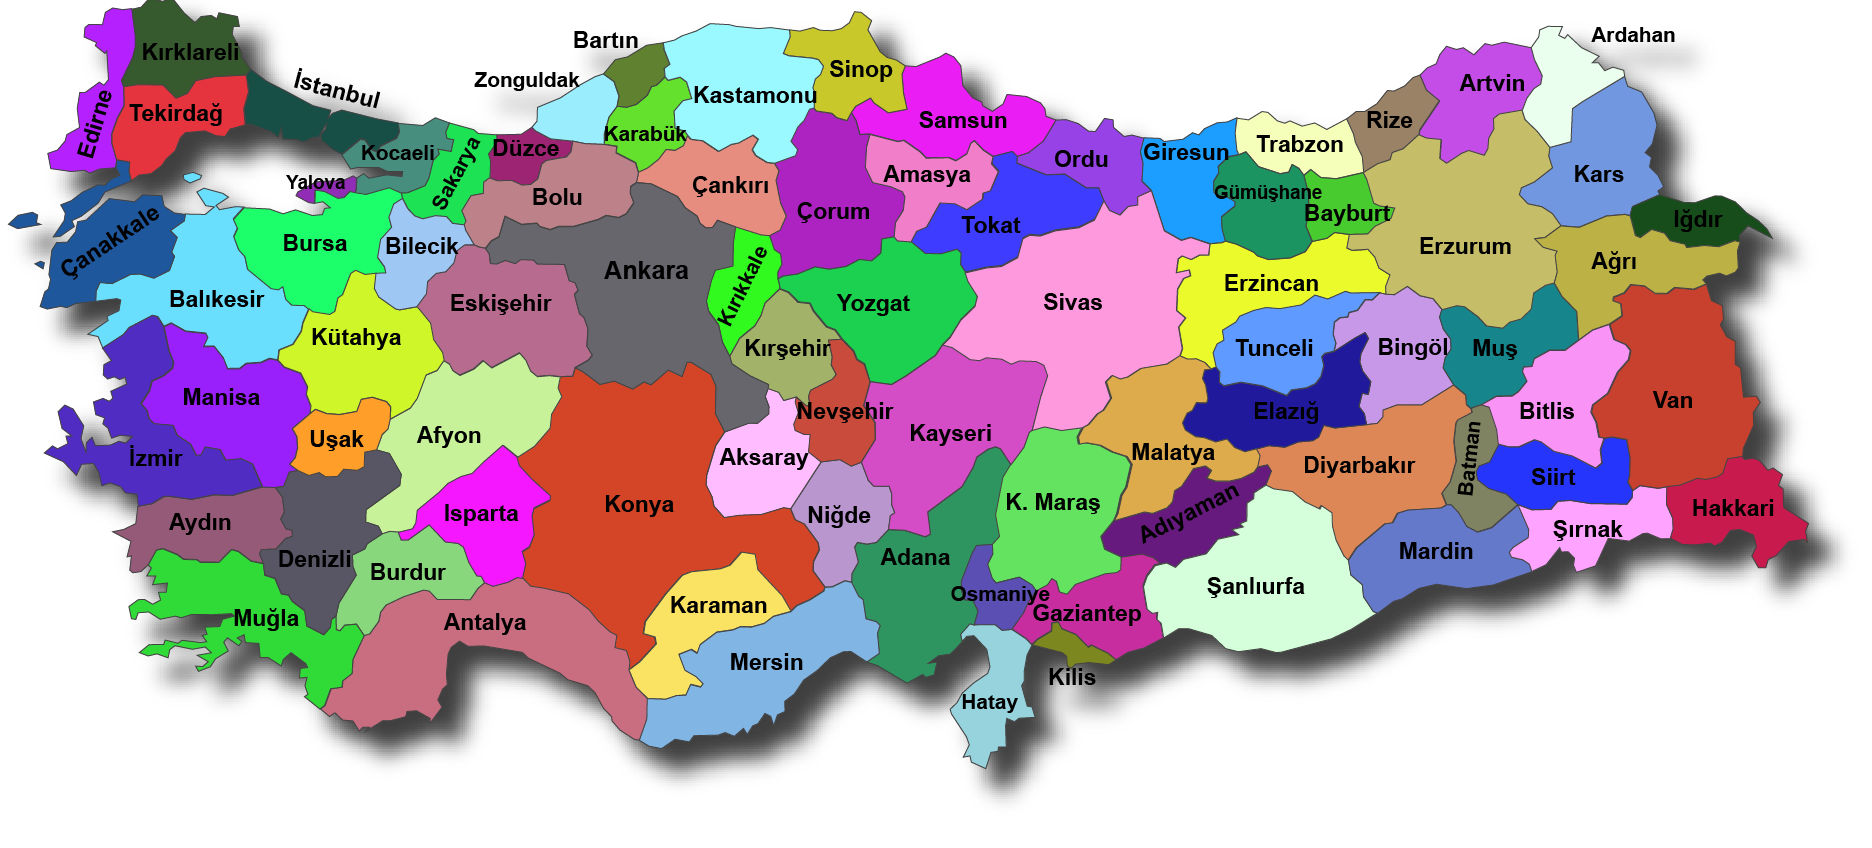 Ardahan
Bartın
Kırklareli
Sinop
Zonguldak
Artvin
İstanbul
Kastamonu
Tekirdağ
Samsun
Rize
Edirne
Karabük
Trabzon
Düzce
Kocaeli
Giresun
Ordu
Sakarya
Amasya
Kars
Yalova
Çankırı
Gümüşhane
Bolu
Çorum
Bayburt
Iğdır
Tokat
Çanakkale
Bursa
Bilecik
Erzurum
Ağrı
Ankara
Erzincan
Kırıkkale
Balıkesir
Eskişehir
Yozgat
Sivas
Kütahya
Kırşehir
Tunceli
Bingöl
Muş
Manisa
Nevşehir
Elazığ
Bitlis
Van
Uşak
Afyon
Kayseri
İzmir
Aksaray
Malatya
Diyarbakır
Batman
Siirt
Konya
K. Maraş
Isparta
Niğde
Adıyaman
Hakkari
Aydın
Şırnak
Mardin
Denizli
Burdur
Adana
Şanlıurfa
Osmaniye
Karaman
Gaziantep
Muğla
Antalya
Mersin
Kilis
Hatay